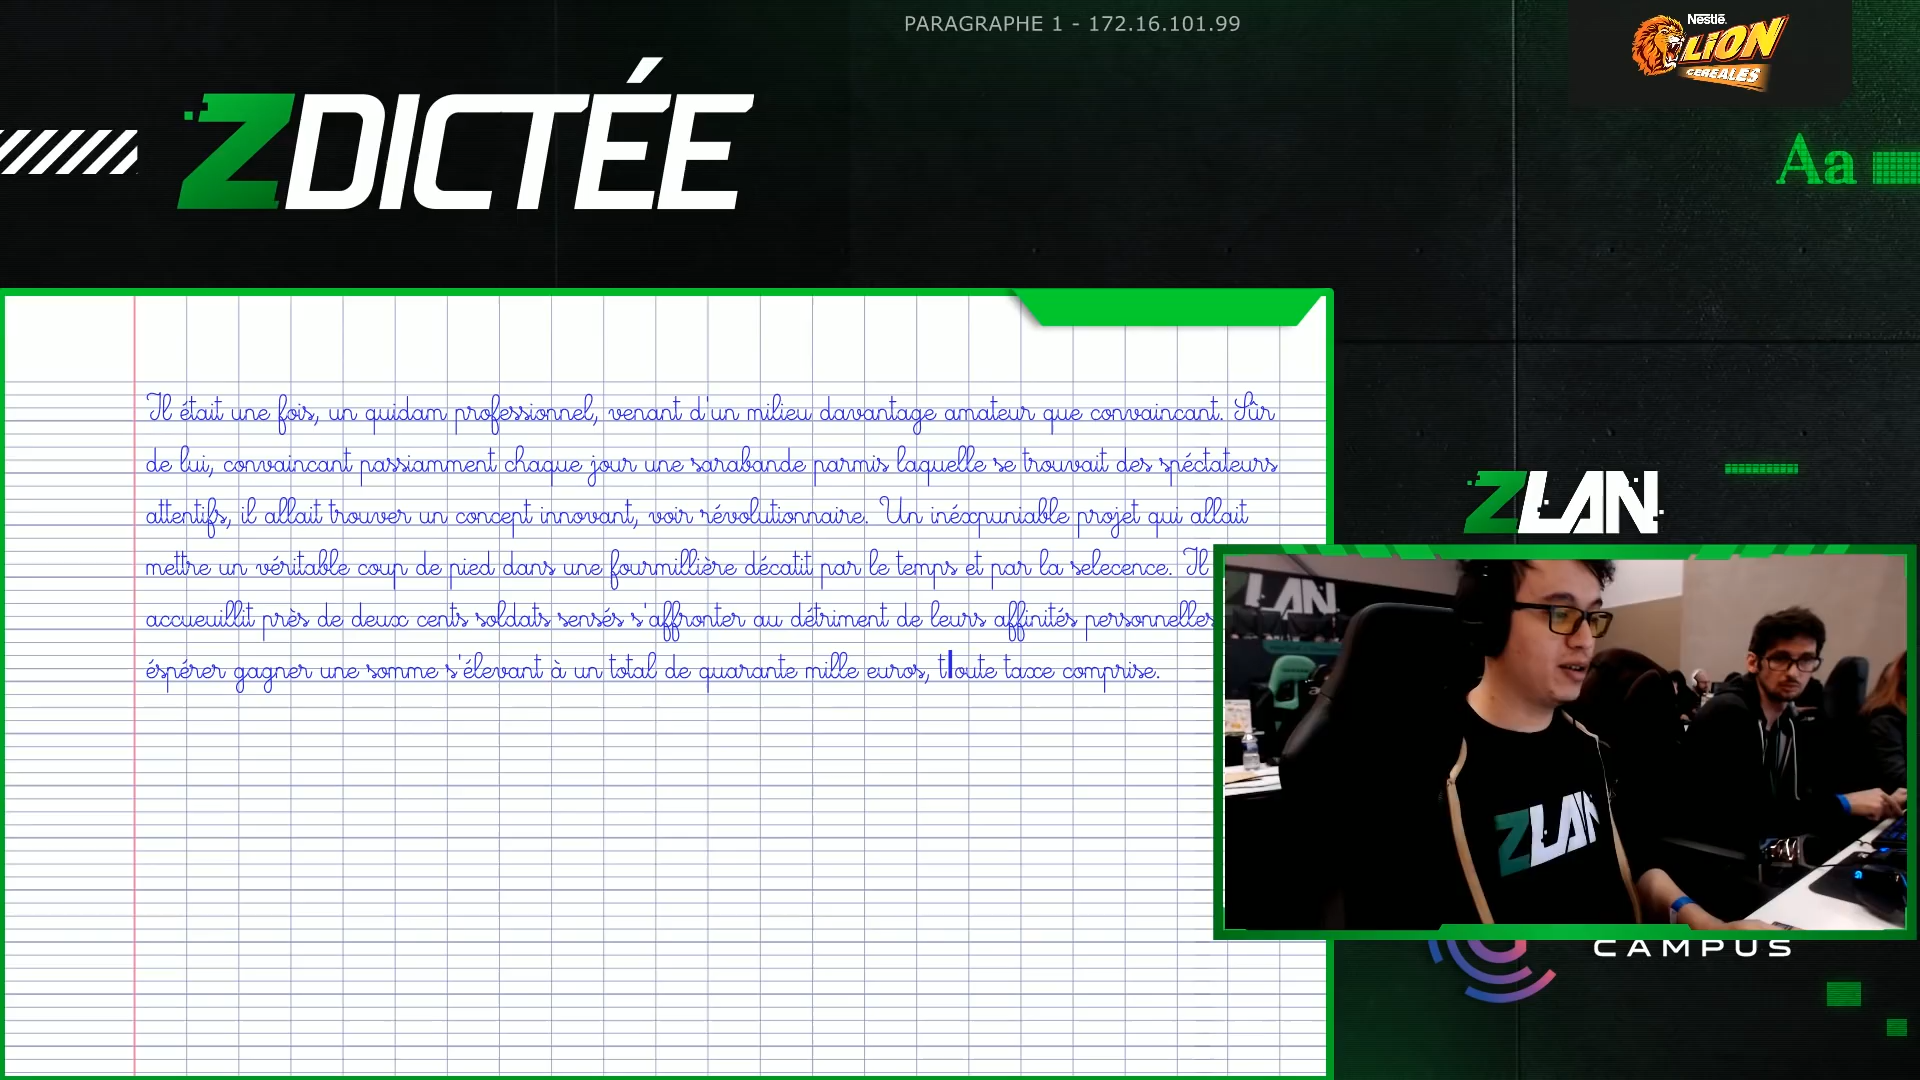 PARAGRAPHE 1 - 172.16.101.99
Nestlé
LION
CEREALES
ZDICTÉE
Aa
Il était une fois, un quidam professionnel, venant d'un milieu davantage amateur que convaincant. Sûr
de lui, convaincant passiamment chaque jour une sarabande parmis laquelle se trouvait des spéctateurs
attentifs, il allait trouver un concept innovant, voir révolutionnaire. Un inéxpuniable projet qui allait
mettre un véritable coup de pied dans une fourmillière décatit par le temps et par la selecence. Il
accueuillit près de deux cents soldats sensés s'affronter au détriment de leurs affinités personnelles
éspérer gagner une somme s'élevant à un total de quarante mille euros, toute taxe comprise.
ZLAN
LAN
ZLAN
CAMPUS